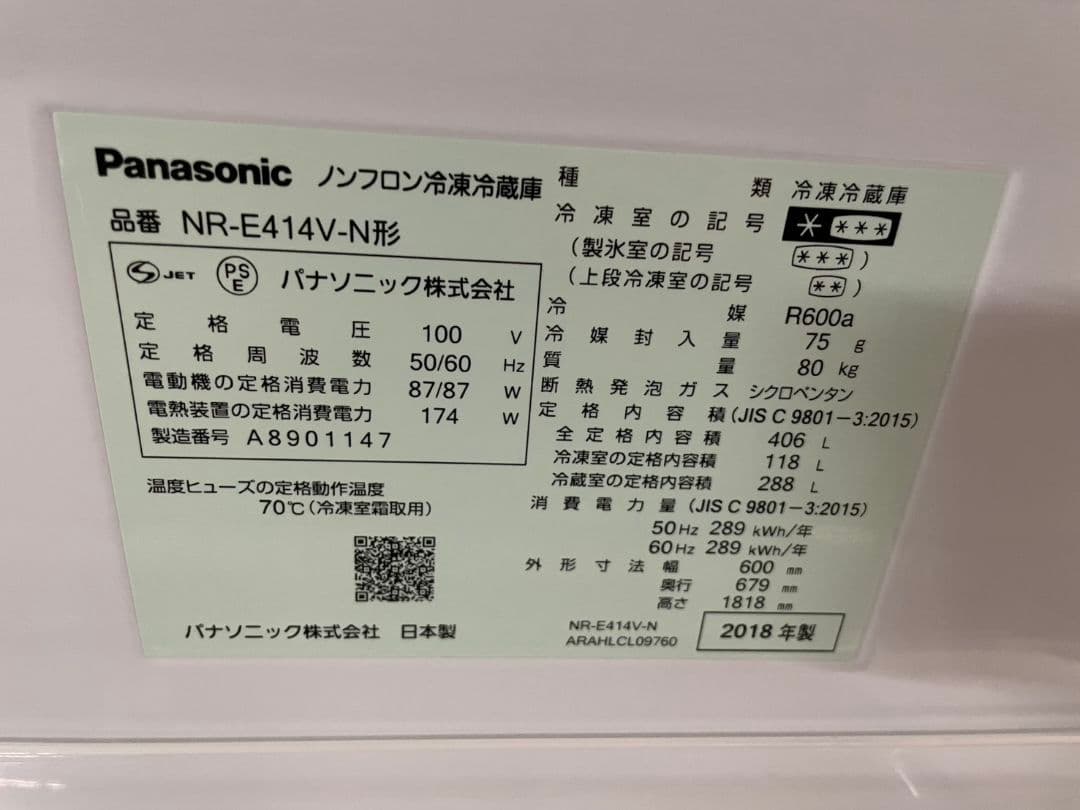 Panasonic ノンフロン冷凍冷蔵庫
品番 NR-E414V-N形
S JET PS E パナソニック株式会社
定格電圧 100 V
定格周波数 50/60 Hz
電動機の定格消費電力 87/87 W
電熱装置の定格消費電力 174 W
製造番号 A8901147
温度ヒューズの定格動作温度
70℃(冷凍室霜取用)
パナソニック株式会社 日本製
種類 冷凍冷蔵庫
冷凍室の記号 * ***
(製氷室の記号 ***)
(上段冷凍室の記号 **)
冷媒 R600a
冷媒封入量 75 g
質量 80 kg
断熱発泡ガス シクロペンタン
定格内容積(JIS C 9801-3:2015)
全定格内容積 406 L
冷凍室の定格内容積 118 L
冷蔵室の定格内容積 288 L
消費電力量(JIS C 9801-3:2015)
50Hz 289 kWh/年
60Hz 289 kWh/年
外形寸法 幅 600 mm
奥行 679 mm
高さ 1818 mm
NR-E414V-N
ARAHLCL09760
2018年製